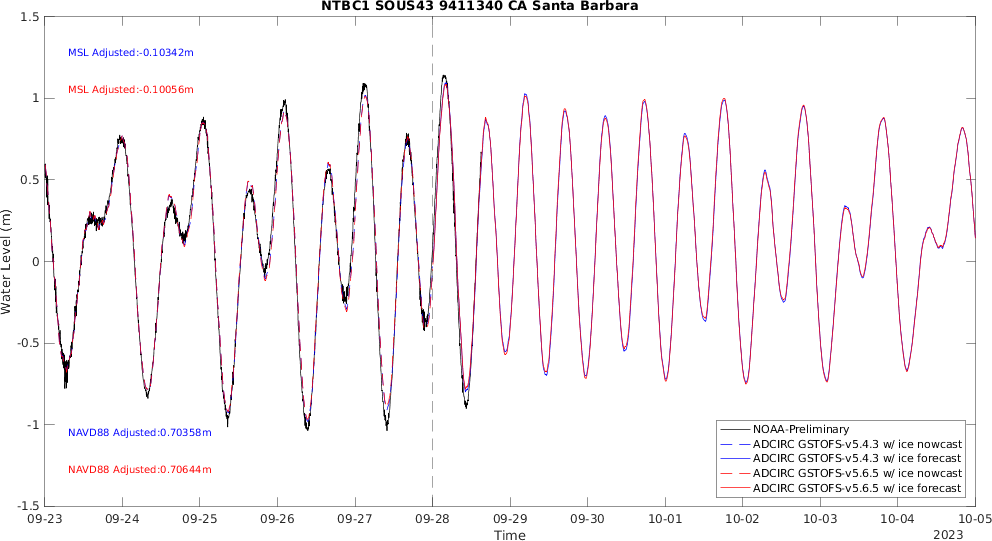 NTBC1 SOUS43 9411340 CA Santa Barbara
1.5
MSL Adjusted:-0.10342m
MSL Adjusted:-0.10056m
1
0.5
Water Level (m)
0
-0.5
-1
NAVD88 Adjusted:0.70358m
NAVD88 Adjusted:0.70644m
NOAA-Preliminary
ADCIRC GSTOFS-v5.4.3 w/ ice nowcast
ADCIRC GSTOFS-v5.4.3 w/ ice forecast
ADCIRC GSTOFS-v5.6.5 w/ ice nowcast
ADCIRC GSTOFS-v5.6.5 w/ ice forecast
-1.5
09-23 09-24 09-25 09-26 09-27 09-28 09-29 09-30 10-01 10-02 10-03 10-04 10-05
Time
2023